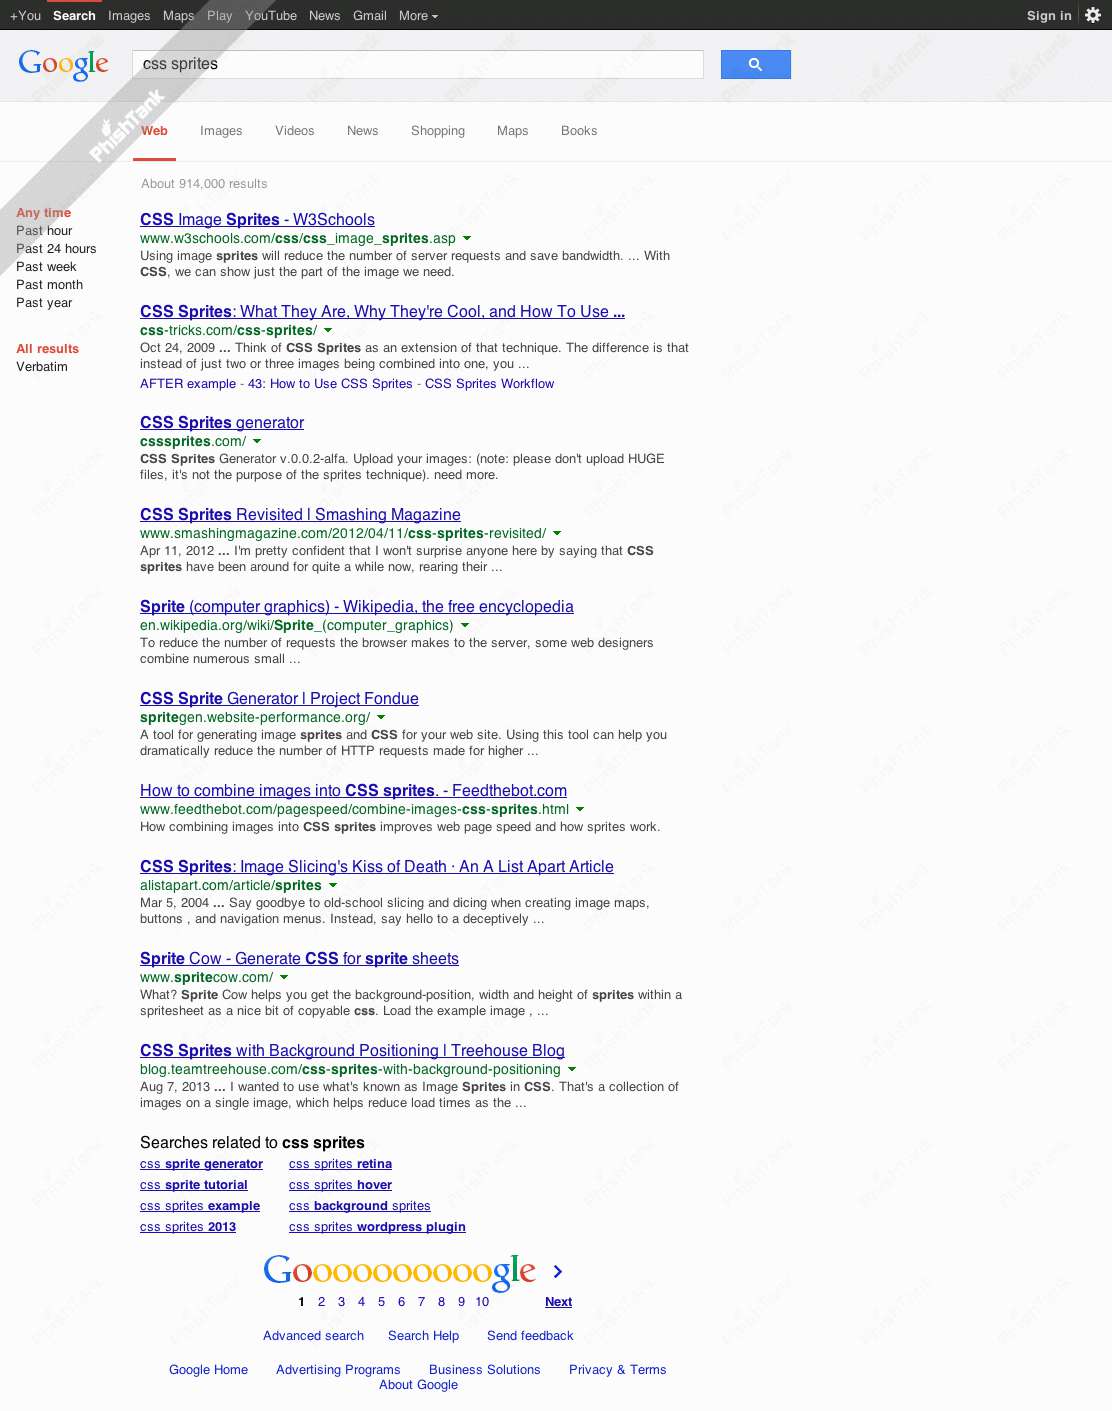 +You Search Images Maps Play YouTube News Gmail More Sign in
Google css sprites
PhishTank
Web Images Videos News Shopping Maps Books
About 914,000 results
Any time
Past hour
Past 24 hours
Past week
Past month
Past year
All results
Verbatim
CSS Image Sprites - W3Schools
www.w3schools.com/css/css_image_sprites.asp
Using image sprites will reduce the number of server requests and save bandwidth. ... With
CSS, we can show just the part of the image we need.
CSS Sprites: What They Are, Why They're Cool, and How To Use ...
css-tricks.com/css-sprites/
Oct 24, 2009 ... Think of CSS Sprites as an extension of that technique. The difference is that
instead of just two or three images being combined into one, you ...
AFTER example - 43: How to Use CSS Sprites - CSS Sprites Workflow
CSS Sprites generator
csssprites.com/
CSS Sprites Generator v.0.0.2-alfa. Upload your images: (note: please don't upload HUGE
files, it's not the purpose of the sprites technique). need more.
CSS Sprites Revisited | Smashing Magazine
www.smashingmagazine.com/2012/04/11/css-sprites-revisited/
Apr 11, 2012 ... I'm pretty confident that I won't surprise anyone here by saying that CSS
sprites have been around for quite a while now, rearing their ...
Sprite (computer graphics) - Wikipedia, the free encyclopedia
en.wikipedia.org/wiki/Sprite_(computer_graphics)
To reduce the number of requests the browser makes to the server, some web designers
combine numerous small ...
CSS Sprite Generator | Project Fondue
spritegen.website-performance.org/
A tool for generating image sprites and CSS for your web site. Using this tool can help you
dramatically reduce the number of HTTP requests made for higher ...
How to combine images into CSS sprites. - Feedthebot.com
www.feedthebot.com/pagespeed/combine-images-css-sprites.html
How combining images into CSS sprites improves web page speed and how sprites work.
CSS Sprites: Image Slicing's Kiss of Death · An A List Apart Article
alistapart.com/article/sprites
Mar 5, 2004 ... Say goodbye to old-school slicing and dicing when creating image maps,
buttons , and navigation menus. Instead, say hello to a deceptively ...
Sprite Cow - Generate CSS for sprite sheets
www.spritecow.com/
What? Sprite Cow helps you get the background-position, width and height of sprites within a
spritesheet as a nice bit of copyable css. Load the example image , ...
CSS Sprites with Background Positioning | Treehouse Blog
blog.teamtreehouse.com/css-sprites-with-background-positioning
Aug 7, 2013 ... I wanted to use what's known as Image Sprites in CSS. That's a collection of
images on a single image, which helps reduce load times as the ...
Searches related to css sprites
css sprite generator css sprites retina
css sprite tutorial css sprites hover
css sprites example css background sprites
css sprites 2013 css sprites wordpress plugin
Goooooooooogle
1 2 3 4 5 6 7 8 9 10 Next
Advanced search Search Help Send feedback
Google Home Advertising Programs Business Solutions Privacy & Terms
About Google